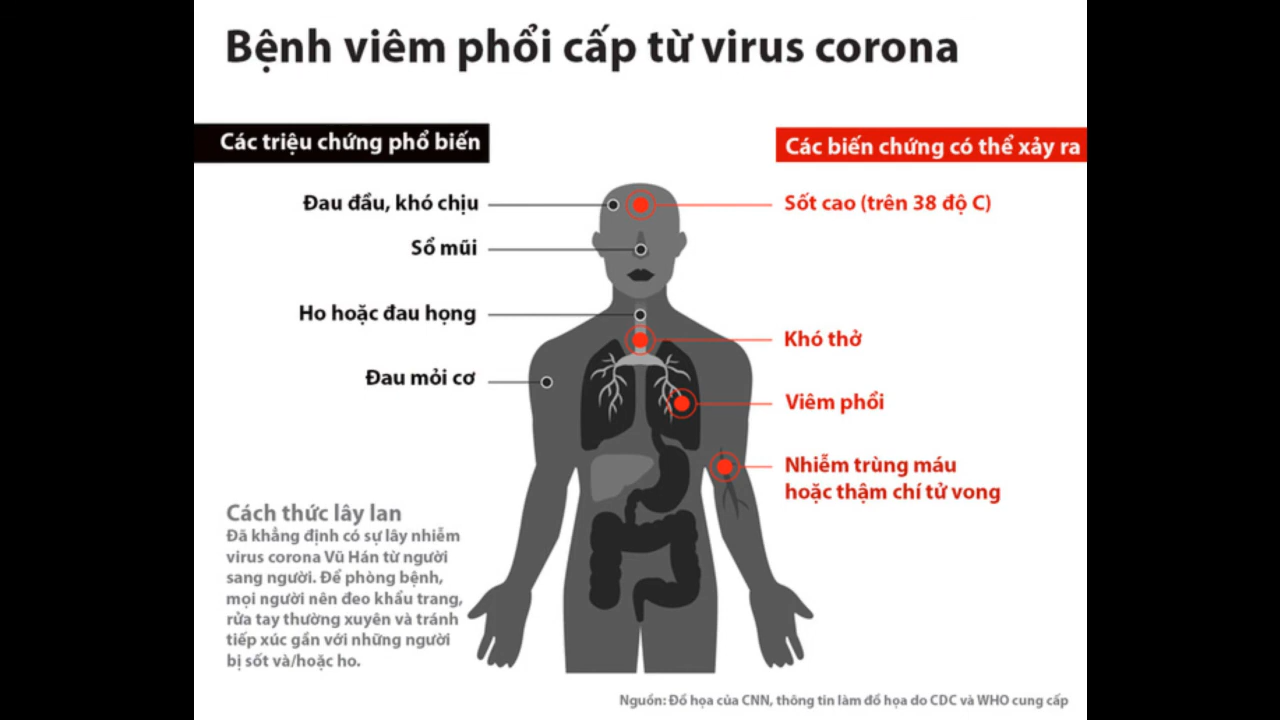 Bệnh viêm phổi cấp từ virus corona
Các triệu chứng phổ biến
Đau đầu, khó chịu
Sổ mũi
Ho hoặc đau họng
Đau mỏi cơ
Các biến chứng có thể xảy ra
Sốt cao (trên 38 độ C)
Khó thở
Viêm phổi
Nhiễm trùng máu
hoặc thậm chí tử vong
Cách thức lây lan
Đã khẳng định có sự lây nhiễm
virus corona Vũ Hán từ người
sang người. Để phòng bệnh,
mọi người nên đeo khẩu trang,
rửa tay thường xuyên và tránh
tiếp xúc gần với những người
bị sốt và/hoặc ho.
Nguồn: Đồ họa của CNN, thông tin làm đồ họa do CDC và WHO cung cấp